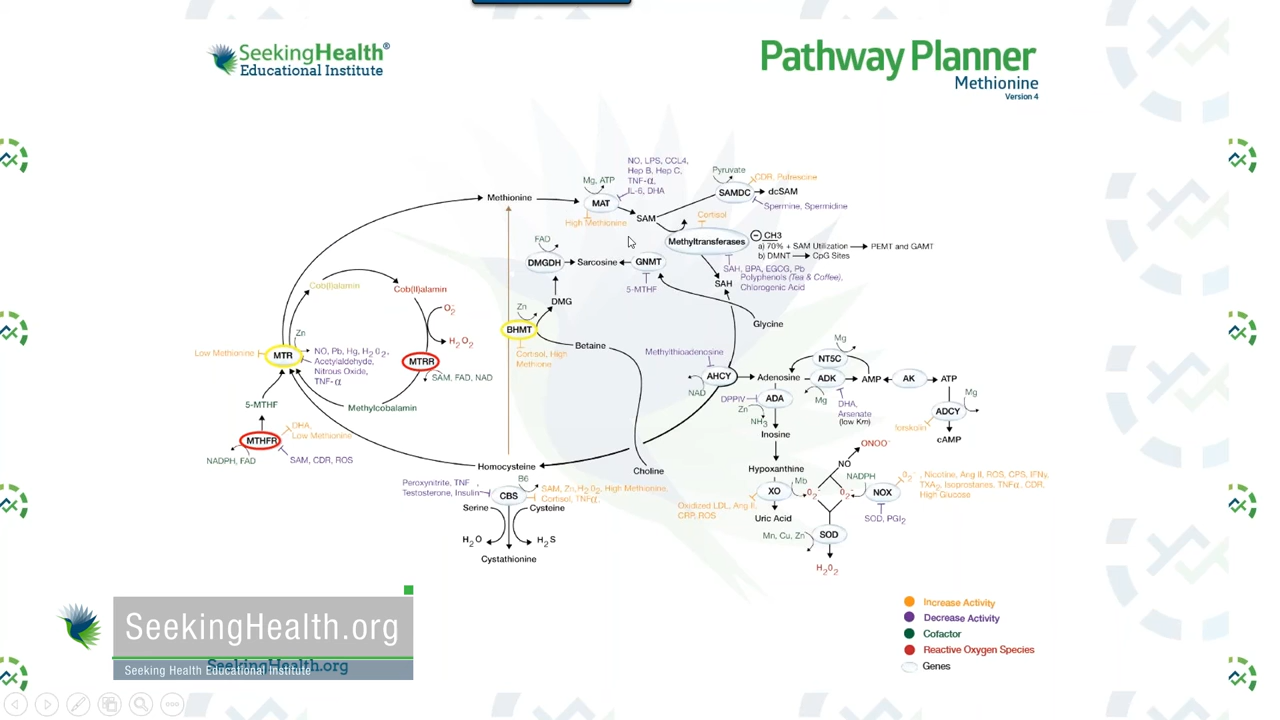 SeekingHealth®
Educational Institute
Pathway Planner
Methionine
Version 4
NO, LPS, CCL4,
Hep B, Hep C,
TNF-α,
IL-6, DHA
Mg, ATP
MAT
High Methionine
Methionine
SAM
Pyruvate
CDR, Putrescine
SAMDC
dcSAM
Spermine, Spermidine
Cortisol
Methyltransferases
CH3
a) 70% + SAM Utilization
PEMT and GAMT
b) DMNT
CpG Sites
FAD
DMGDH
Sarcosine
GNMT
5-MTHF
SAH, BPA, EGCG, Pb
Polyphenols (Tea & Coffee),
Chlorogenic Acid
SAH
DMG
Glycine
Zn
BHMT
Betaine
Cortisol, High
Methione
Cob(I)alamin
Cob(II)alamin
O2-
H2O2
Zn
Low Methionine
MTR
NO, Pb, Hg, H2O2,
Acetylaldehyde,
Nitrous Oxide,
TNF-α
MTRR
SAM, FAD, NAD
5-MTHF
Methylcobalamin
MTHFR
DHA,
Low Methionine
NADPH, FAD
SAM, CDR, ROS
Methylthioadenosine
AHCY
NAD
Adenosine
Mg
NT5C
ADK
Mg
AMP
AK
ATP
Mg
ADCY
forskolin
cAMP
DPPIV
ADA
Zn
NH3
DHA,
Arsenate
(low Km)
Inosine
Homocysteine
Choline
Peroxynitrite, TNF
Testosterone, Insulin
B6
CBS
SAM, Zn, H2O2, High Methionine,
Cortisol, TNFα,
Serine
Cysteine
H2O
H2S
Cystathionine
Hypoxanthine
XO
Mb
Oxidized LDL, Ang II,
CRP, ROS
Uric Acid
ONOO-
NO
NADPH
O2-
O2-
NOX
O2-, Nicotine, Ang II, ROS, CPS, IFNγ,
TXA2, Isoprostanes, TNFα, CDR,
High Glucose
SOD, PGI2
Mn, Cu, Zn
SOD
H2O2
Increase Activity
Decrease Activity
Cofactor
Reactive Oxygen Species
Genes
SeekingHealth.org
Seeking Health Educational Institute
SeekingHealth.org